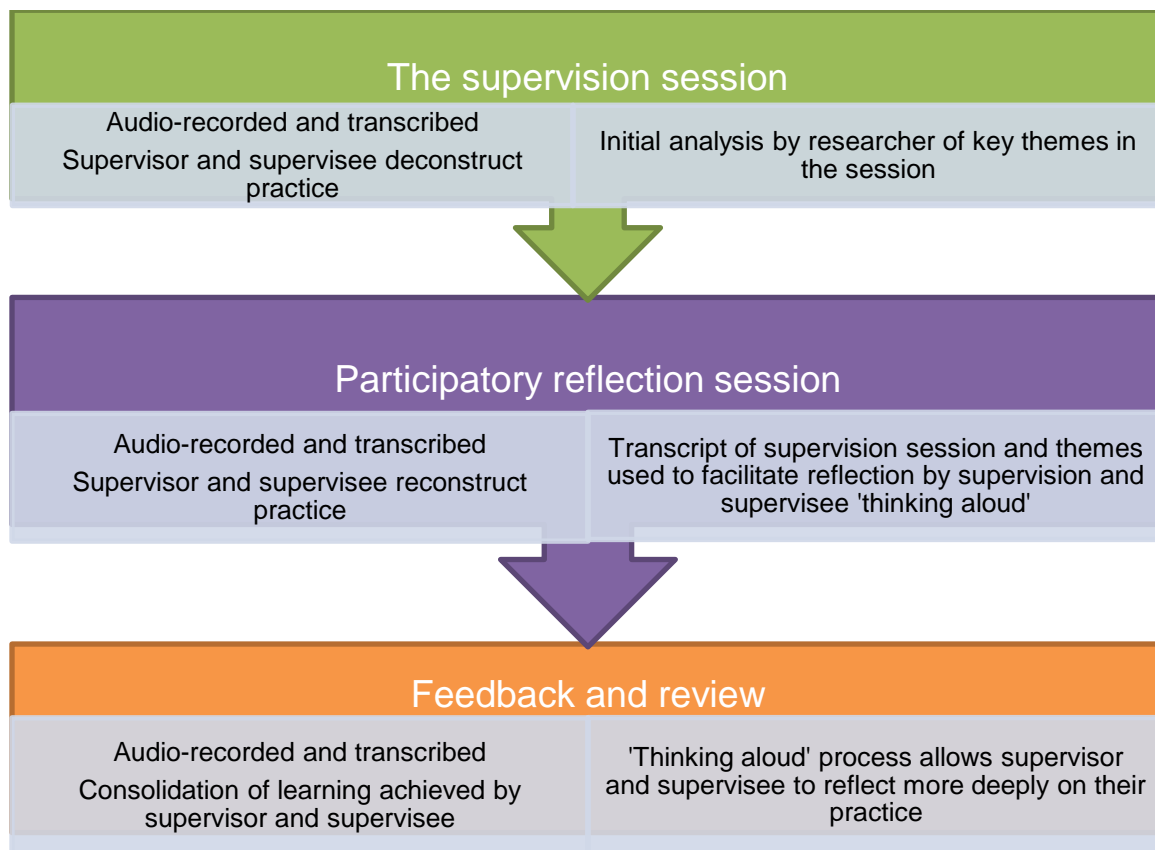 The supervision session
Audio-recorded and transcribed
Supervisor and supervisee deconstruct
practice
Initial analysis by researcher of key themes in
the session
Participatory reflection session
Audio-recorded and transcribed
Supervisor and supervisee reconstruct
practice
Transcript of supervision session and themes
used to facilitate reflection by supervision and
supervisee 'thinking aloud'
Feedback and review
Audio-recorded and transcribed
Consolidation of learning achieved by
supervisor and supervisee
'Thinking aloud' process allows supervisor
and supervisee to reflect more deeply on their
practice